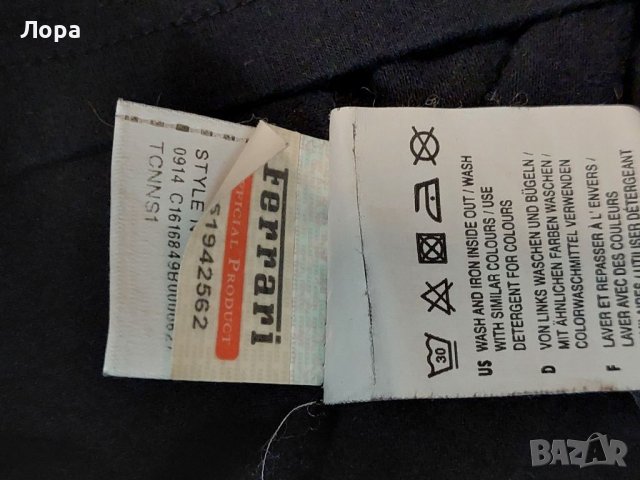 Лора
Ferrari
OFFICIAL PRODUCT
S1942562
STYLE
0914
TCNNS1
30
US WASH AND IRON INSIDE OUT / WASH
WITH SIMILAR COLOURS / USE
DETERGENT FOR COLOURS
D VON LINKS WASCHEN UND BÜGELN /
MIT ÄHNLICHEN FARBEN WASCHEN /
COLORWASCHMITTEL VERWENDEN
F LAVER ET REPASSER À L' ENVERS /
LAVER AVEC DES COULEURS
DETERGEANT
BAZAR